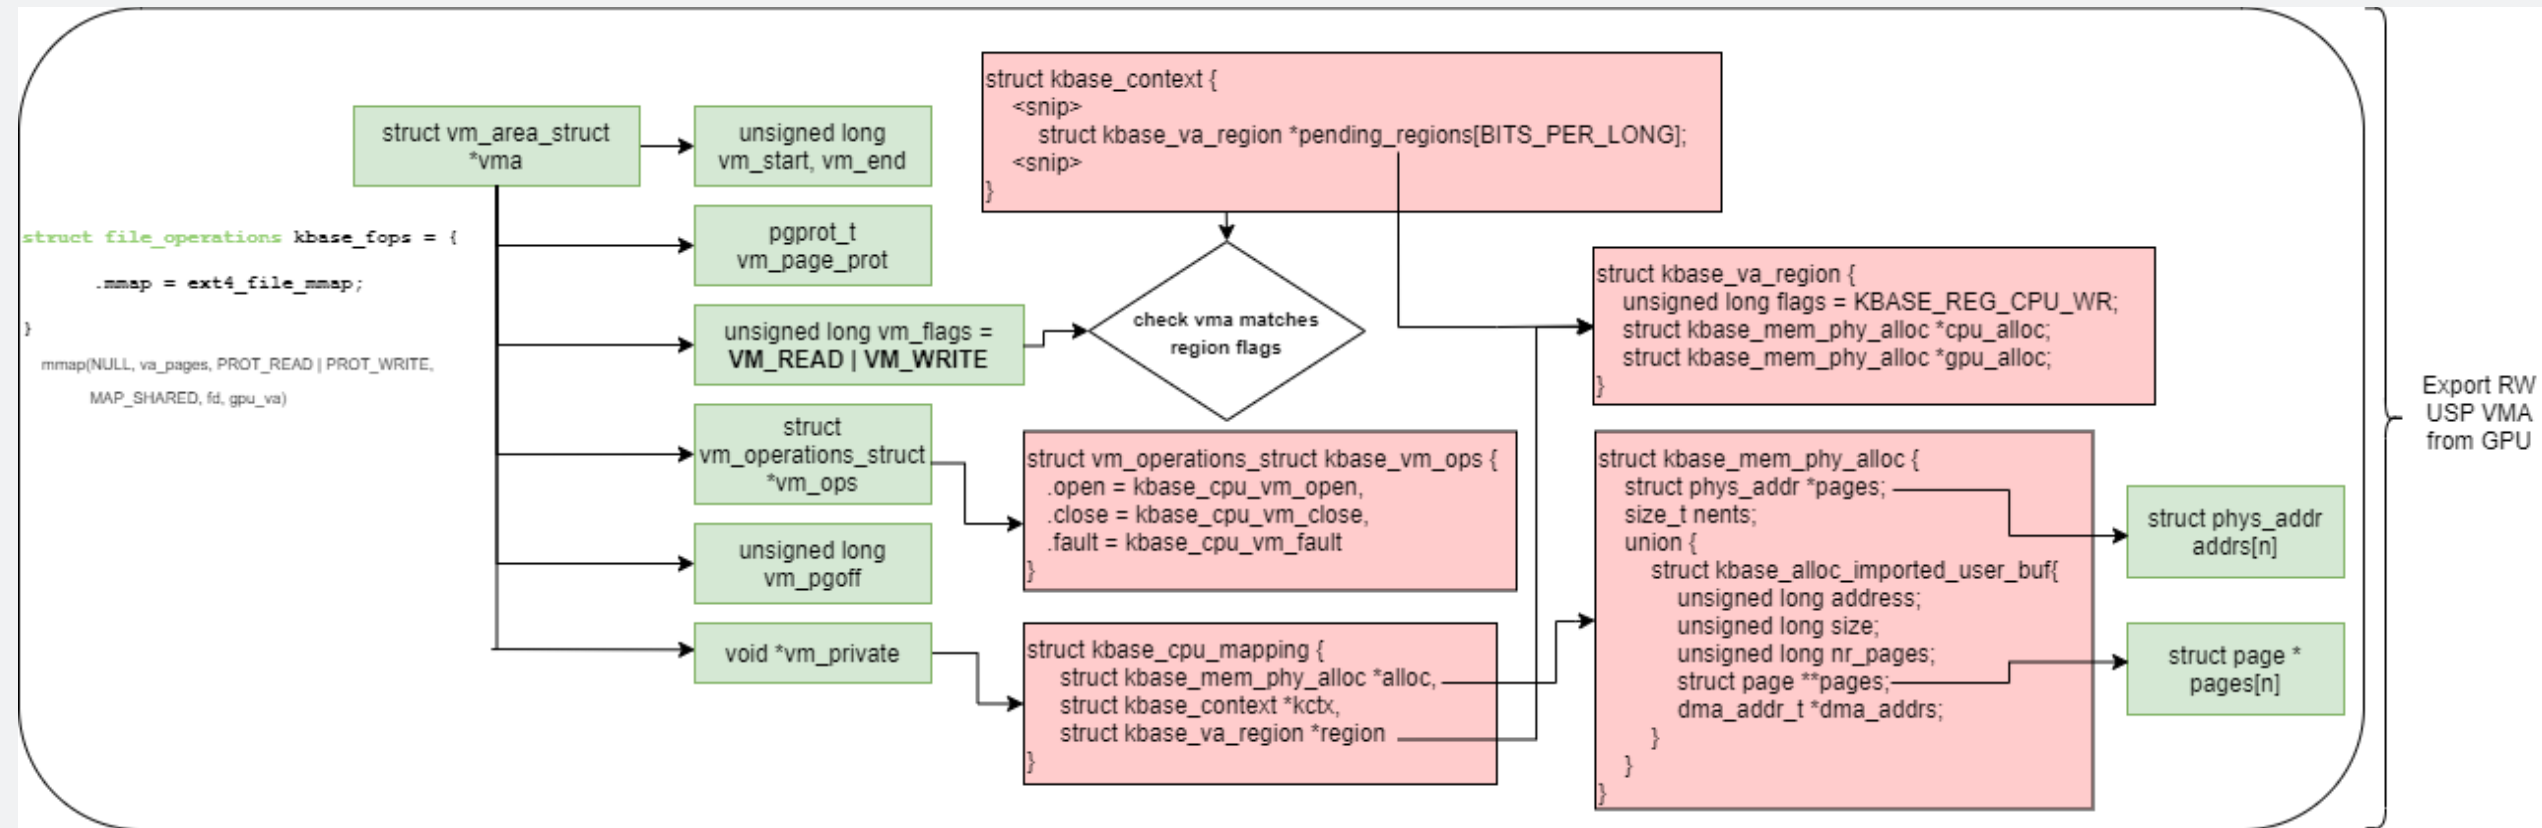 struct file_operations kbase_fops = {
.mmap = ext4_file_mmap;
}
mmap(NULL, va_pages, PROT_READ | PROT_WRITE,
MAP_SHARED, fd, gpu_va)
struct vm_area_struct
*vma
unsigned long
vm_start, vm_end
pgprot_t
vm_page_prot
unsigned long vm_flags =
VM_READ | VM_WRITE
struct
vm_operations_struct
*vm_ops
unsigned long
vm_pgoff
void *vm_private
struct kbase_context {
<snip>
struct kbase_va_region *pending_regions[BITS_PER_LONG];
<snip>
}
check vma matches
region flags
struct vm_operations_struct kbase_vm_ops {
.open = kbase_cpu_vm_open,
.close = kbase_cpu_vm_close,
.fault = kbase_cpu_vm_fault
}
struct kbase_cpu_mapping {
struct kbase_mem_phy_alloc *alloc,
struct kbase_context *kctx,
struct kbase_va_region *region
}
struct kbase_va_region {
unsigned long flags = KBASE_REG_CPU_WR;
struct kbase_mem_phy_alloc *cpu_alloc;
struct kbase_mem_phy_alloc *gpu_alloc;
}
struct kbase_mem_phy_alloc {
struct phys_addr *pages;
size_t nents;
union {
struct kbase_alloc_imported_user_buf{
unsigned long address;
unsigned long size;
unsigned long nr_pages;
struct page **pages;
dma_addr_t *dma_addrs;
}
}
}
struct phys_addr
addrs[n]
struct page *
pages[n]
Export RW
USP VMA
from GPU